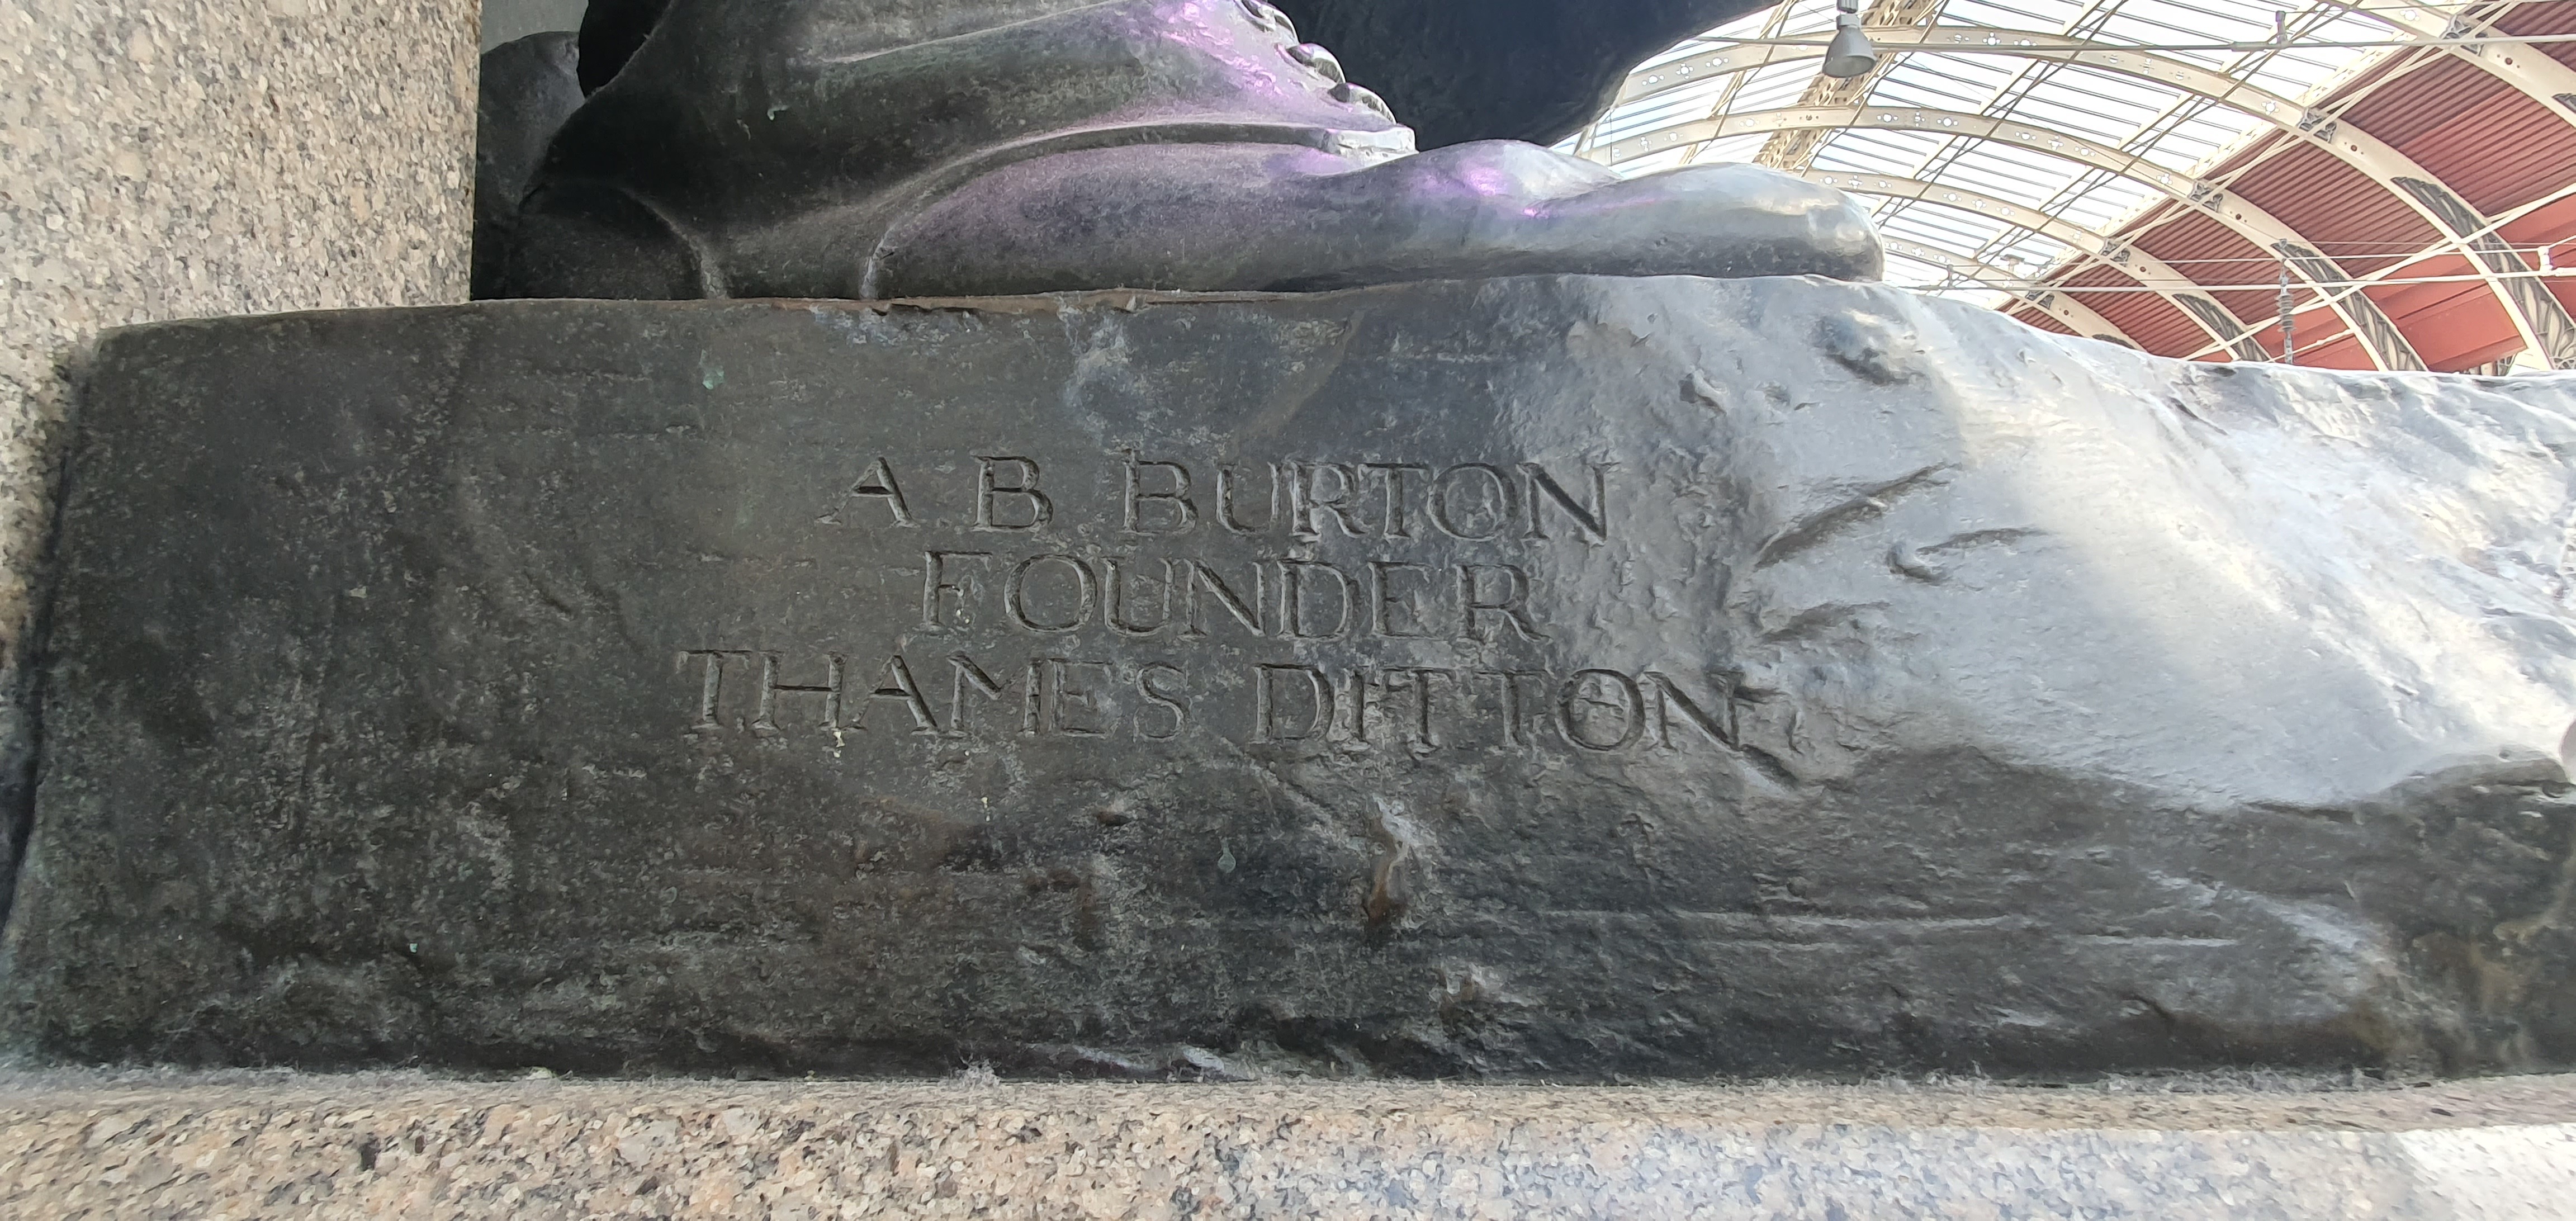 A. B. BURTON
FOUNDER
THAMES DITTON